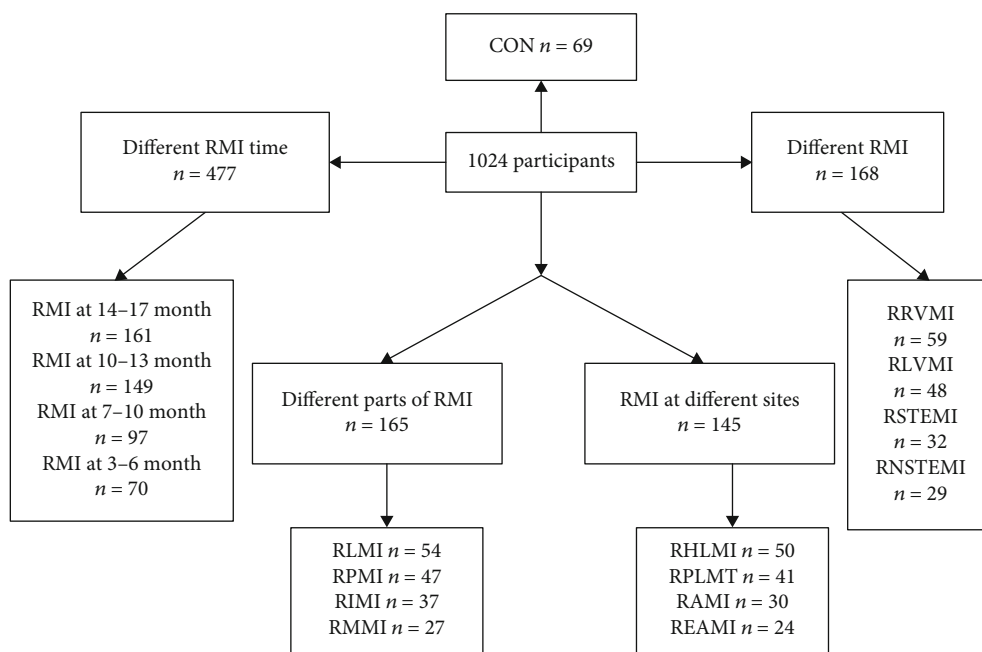 CON n = 69
Different RMI time
n = 477
1024 participants
Different RMI
n = 168
RMI at 14–17 month
n = 161
RMI at 10–13 month
n = 149
RMI at 7–10 month
n = 97
RMI at 3–6 month
n = 70
Different parts of RMI
n = 165
RMI at different sites
n = 145
RRVMI
n = 59
RLVMI
n = 48
RSTEMI
n = 32
RNSTEMI
n = 29
RLMI n = 54
RPMI n = 47
RIMI n = 37
RMMI n = 27
RHLMI n = 50
RPLMT n = 41
RAMI n = 30
REAMI n = 24